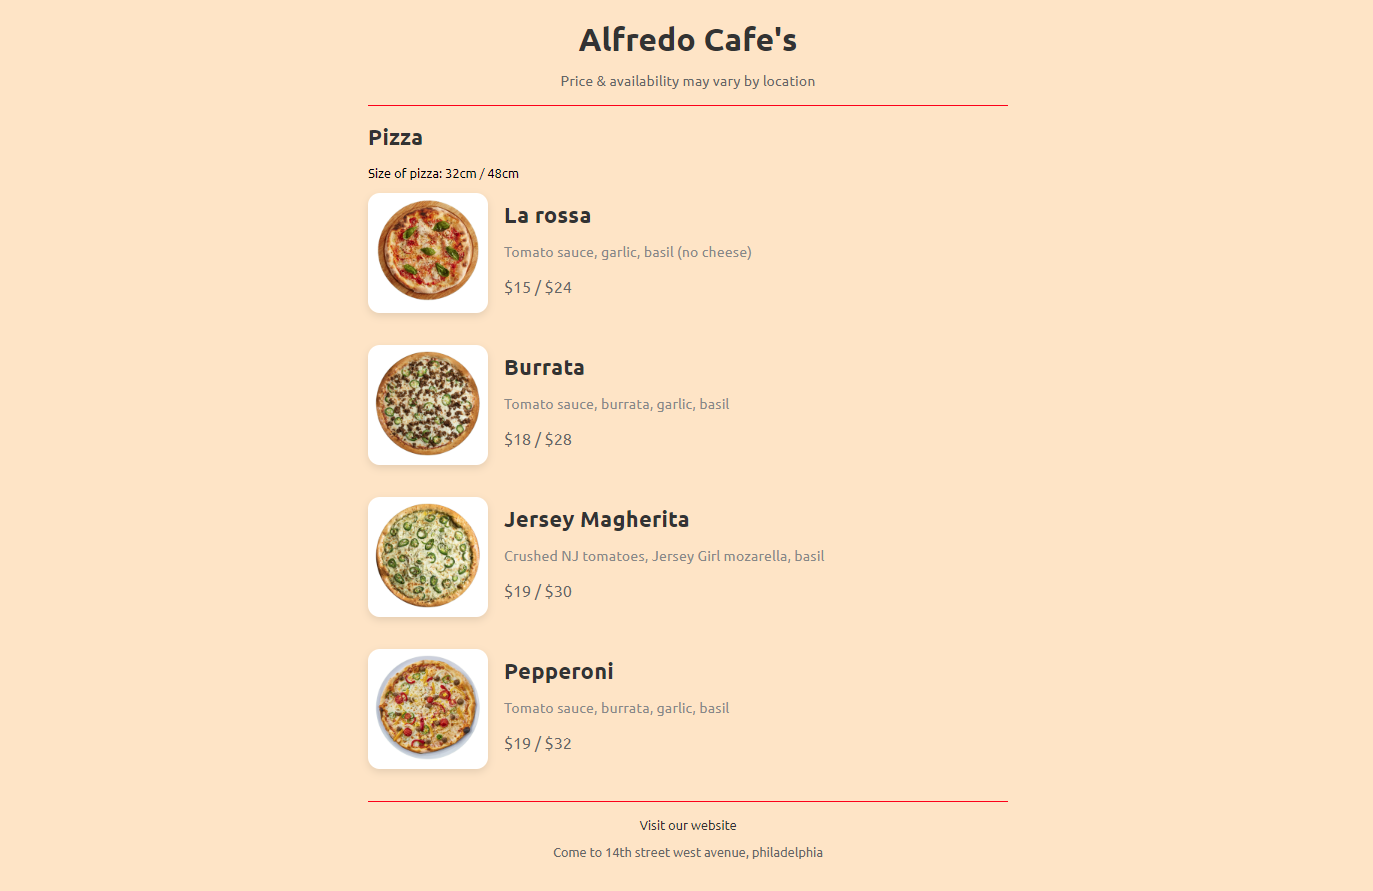 Alfredo Cafe's
Price & availability may vary by location
Pizza
Size of pizza: 32cm / 48cm
La rossa
Tomato sauce, garlic, basil (no cheese)
$15 / $24
Burrata
Tomato sauce, burrata, garlic, basil
$18 / $28
Jersey Magherita
Crushed NJ tomatoes, Jersey Girl mozarella, basil
$19 / $30
Pepperoni
Tomato sauce, burrata, garlic, basil
$19 / $32
Visit our website
Come to 14th street west avenue, philadelphia